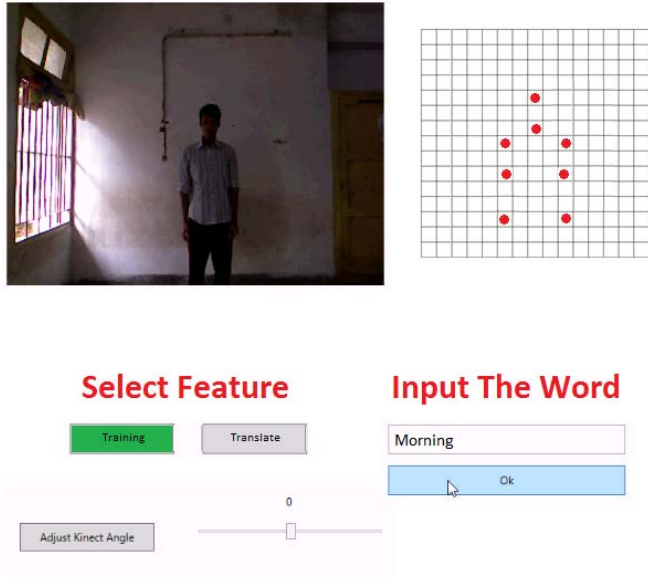 Select Feature
Input The Word
Training
Translate
Morning
Ok
0
Adjust Kinect Angle